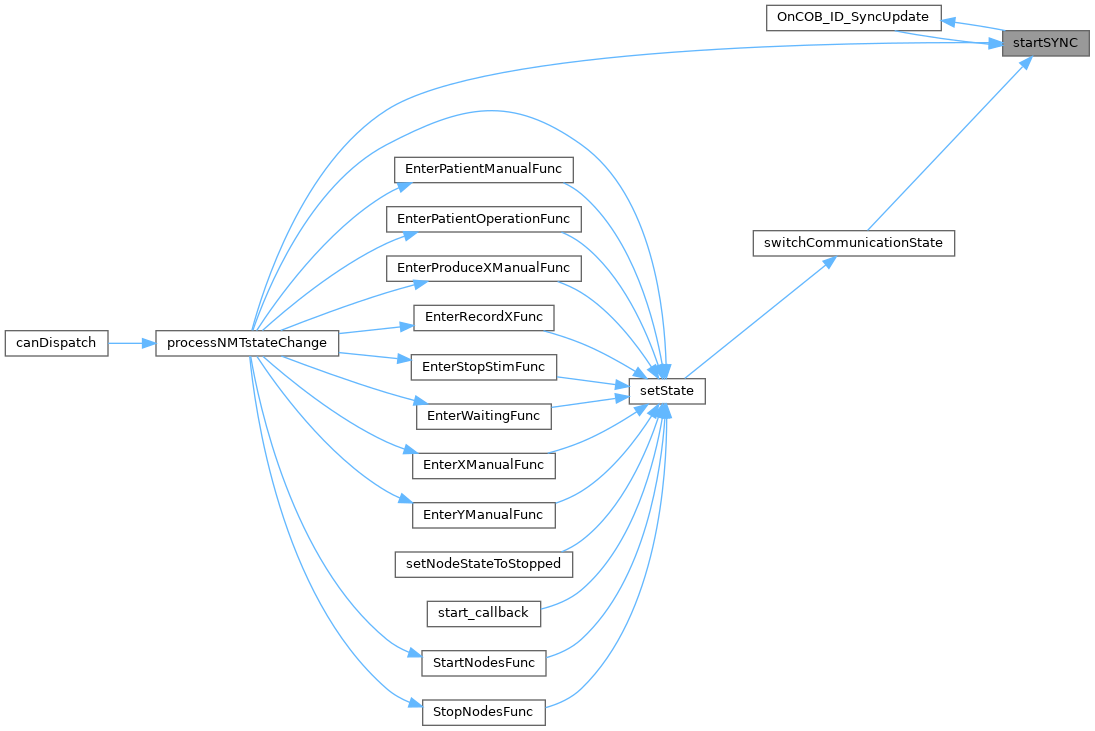 OnCOB_ID_SyncUpdate
startSYNC
EnterPatientManualFunc
EnterPatientOperationFunc
switchCommunicationState
EnterProduceXManualFunc
EnterRecordXFunc
canDispatch
processNMTstateChange
EnterStopStimFunc
setState
EnterWaitingFunc
EnterXManualFunc
EnterYManualFunc
setNodeStateToStopped
start_callback
StartNodesFunc
StopNodesFunc